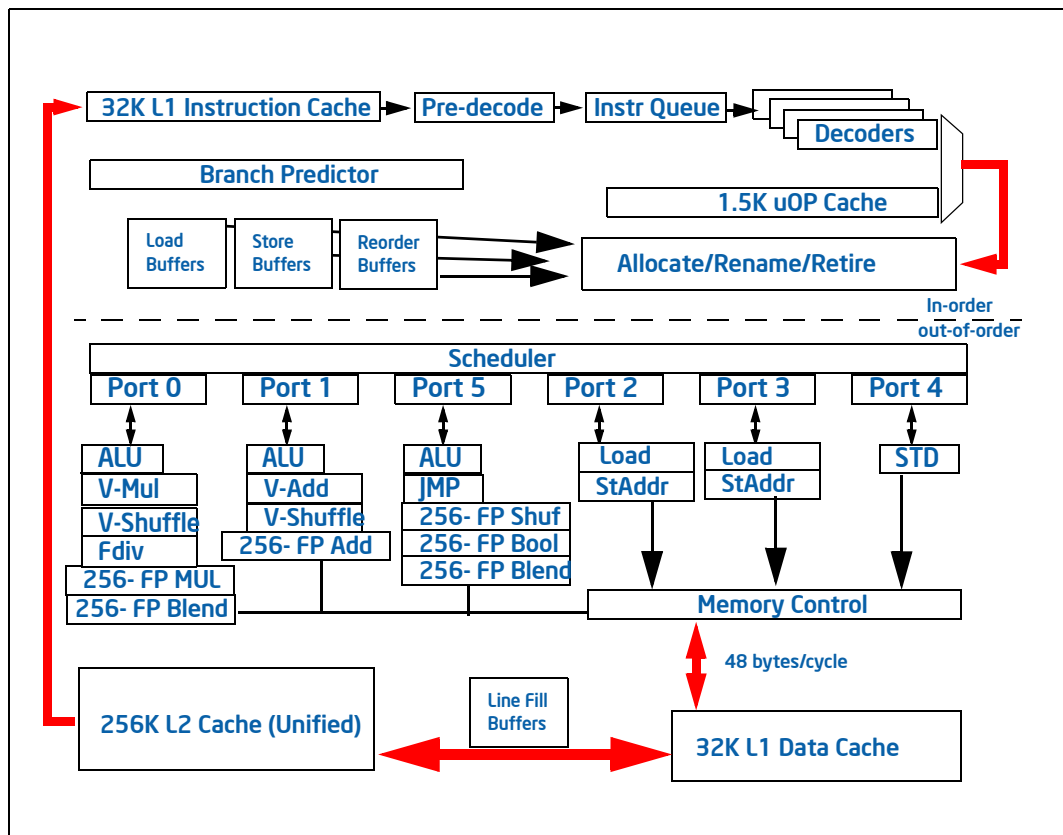 32K L1 Instruction Cache
Pre-decode
Instr Queue
Decoders
Branch Predictor
1.5K uOP Cache
Load
Buffers
Store
Buffers
Reorder
Buffers
Allocate/Rename/Retire
In-order
out-of-order
Scheduler
Port 0
Port 1
Port 5
Port 2
Port 3
Port 4
ALU
V-Mul
V-Shuffle
Fdiv
256- FP MUL
256- FP Blend
ALU
V-Add
V-Shuffle
256- FP Add
ALU
JMP
256- FP Shuf
256- FP Bool
256- FP Blend
Load
StAddr
Load
StAddr
STD
Memory Control
48 bytes/cycle
256K L2 Cache (Unified)
Line Fill
Buffers
32K L1 Data Cache